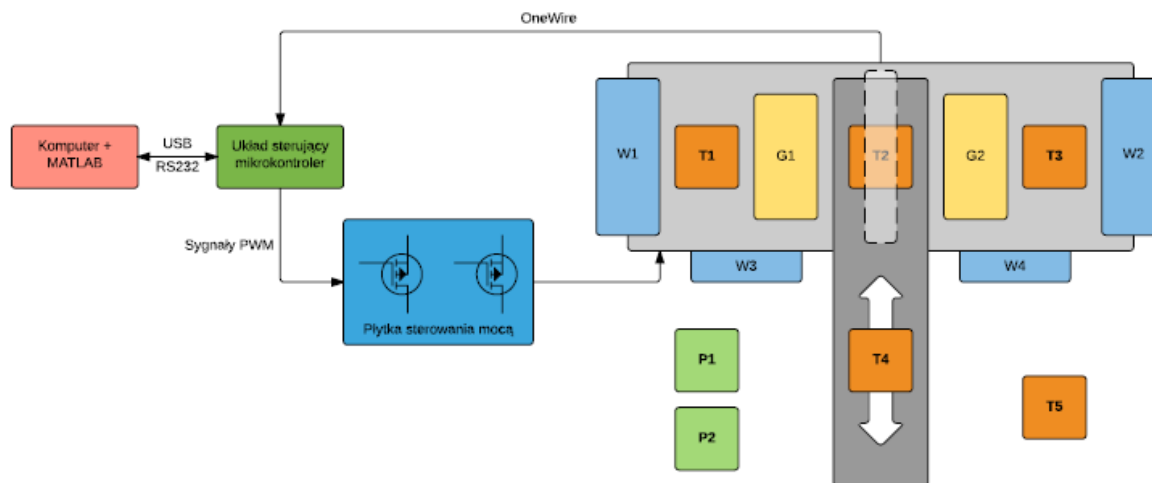 OneWire
Komputer +
MATLAB
USB
RS232
Układ sterujący
mikrokontroler
Sygnały PWM
Płytka sterowania mocą
W1
T1
G1
T2
G2
T3
W2
W3
W4
P1
T4
P2
T5